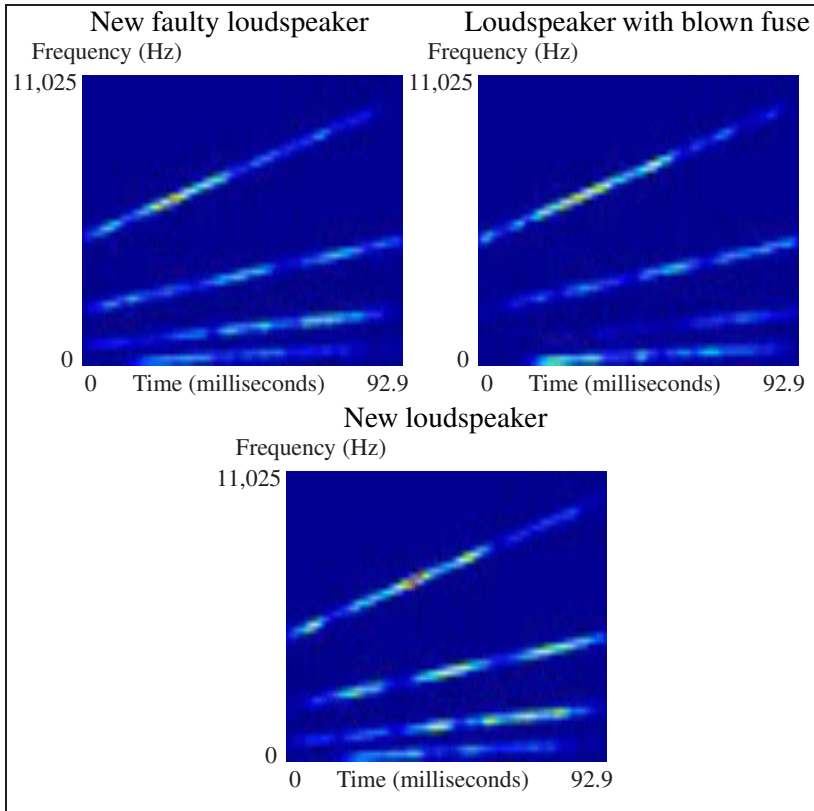 New faulty loudspeaker
Frequency (Hz)
11,025
0
0 Time (milliseconds) 92.9
Loudspeaker with blown fuse
Frequency (Hz)
11,025
0
0 Time (milliseconds) 92.9
New loudspeaker
Frequency (Hz)
11,025
0
0 Time (milliseconds) 92.9